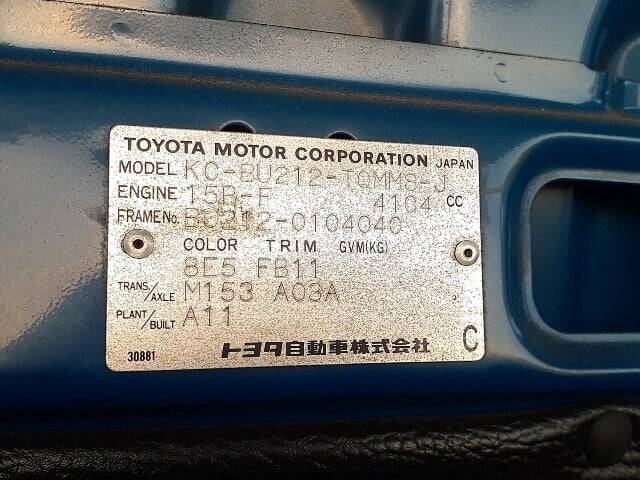 TOYOTA MOTOR CORPORATION JAPAN
MODEL KC-BU212-TQMMS-J
ENGINE 15B-F 4104 CC
FRAME No. BU212-0104040
COLOR TRIM GVM(KG)
8E5 FB11
TRANS./AXLE M153 A03A
PLANT/BUILT A11
30881 トヨタ自動車株式会社 C